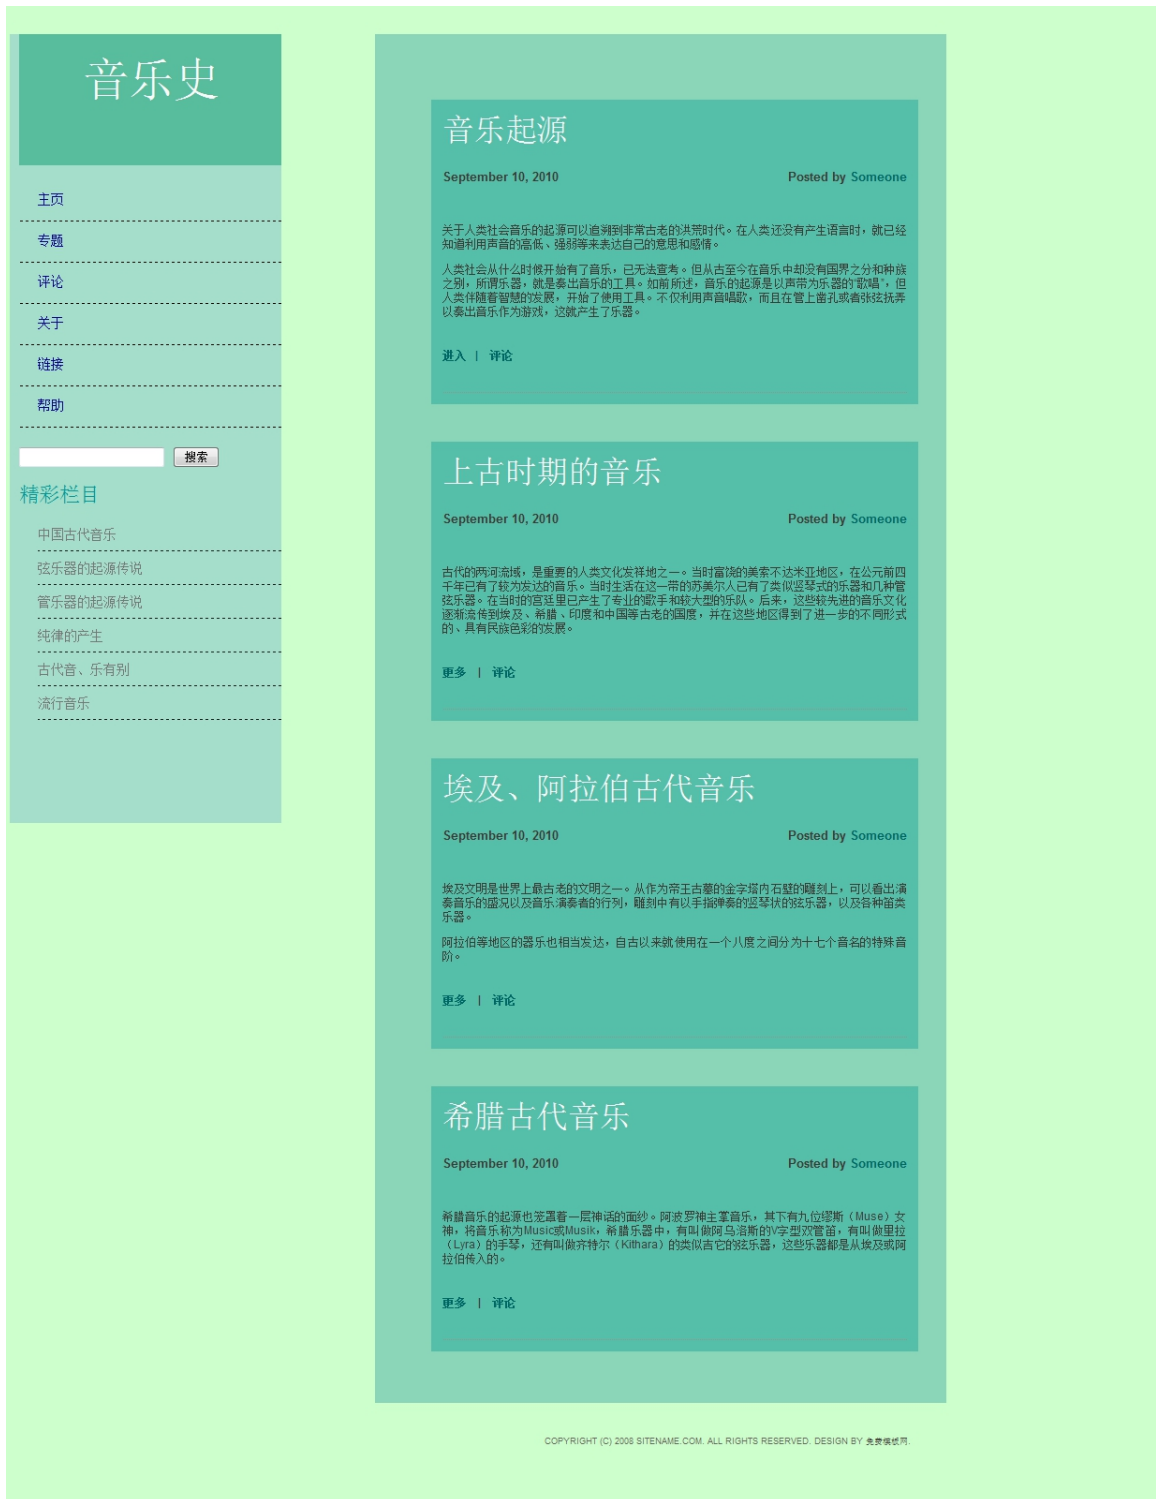 音乐史
主页
专题
评论
关于
链接
帮助
搜索
精彩栏目
中国古代音乐
弦乐器的起源传说
管乐器的起源传说
纯律的产生
古代音、乐有别
流行音乐
音乐起源
September 10, 2010 Posted by Someone
关于人类社会音乐的起源可以追溯到非常古老的洪荒时代。在人类还没有产生语言时，就已经
知道利用声音的高低、强弱等来表达自己的意思和感情。
人类社会从什么时候开始有了音乐，已无法查考。但从古至今在音乐中却没有国界之分和种族
之别，所谓乐器，就是奏出音乐的工具。如前所述，音乐的起源是以声带为乐器的“歌唱”，但
人类伴随着智慧的发展，开始了使用工具。不仅利用声音唱歌，而且在管上凿孔或者张弦抚弄
以奏出音乐作为游戏，这就产生了乐器。
进入 | 评论
上古时期的音乐
September 10, 2010 Posted by Someone
古代的两河流域，是重要的人类文化发祥地之一。当时富饶的美索不达米亚地区，在公元前四
千年已有了较为发达的音乐。当时生活在这一带的苏美尔人已有了类似竖琴式的乐器和几种管
弦乐器。在当时的宫廷里已产生了专业的歌手和较大型的乐队。后来，这些较先进的音乐文化
逐渐流传到埃及、希腊、印度和中国等古老的国度，并在这些地区得到了进一步的不同形式
的、具有民族色彩的发展。
更多 | 评论
埃及、阿拉伯古代音乐
September 10, 2010 Posted by Someone
埃及文明是世界上最古老的文明之一。从作为帝王古墓的金字塔内石壁的雕刻上，可以看出演
奏音乐的盛况以及音乐演奏者的行列，雕刻中有以手指弹奏的竖琴状的弦乐器，以及各种笛类
乐器。
阿拉伯等地区的器乐也相当发达，自古以来就使用在一个八度之间分为十七个音名的特殊音
阶。
更多 | 评论
希腊古代音乐
September 10, 2010 Posted by Someone
希腊音乐的起源也笼罩着一层神话的面纱。阿波罗神主掌音乐，其下有九位缪斯（Muse）女
神，将音乐称为Music或Musik，希腊乐器中，有叫做阿乌洛斯的V字型双管笛，有叫做里拉
（Lyra）的手琴，还有叫做齐特尔（Kithara）的类似吉它的弦乐器，这些乐器都是从埃及或阿
拉伯传入的。
更多 | 评论
COPYRIGHT (C) 2008 SITENAME.COM. ALL RIGHTS RESERVED. DESIGN BY 免费模板网.